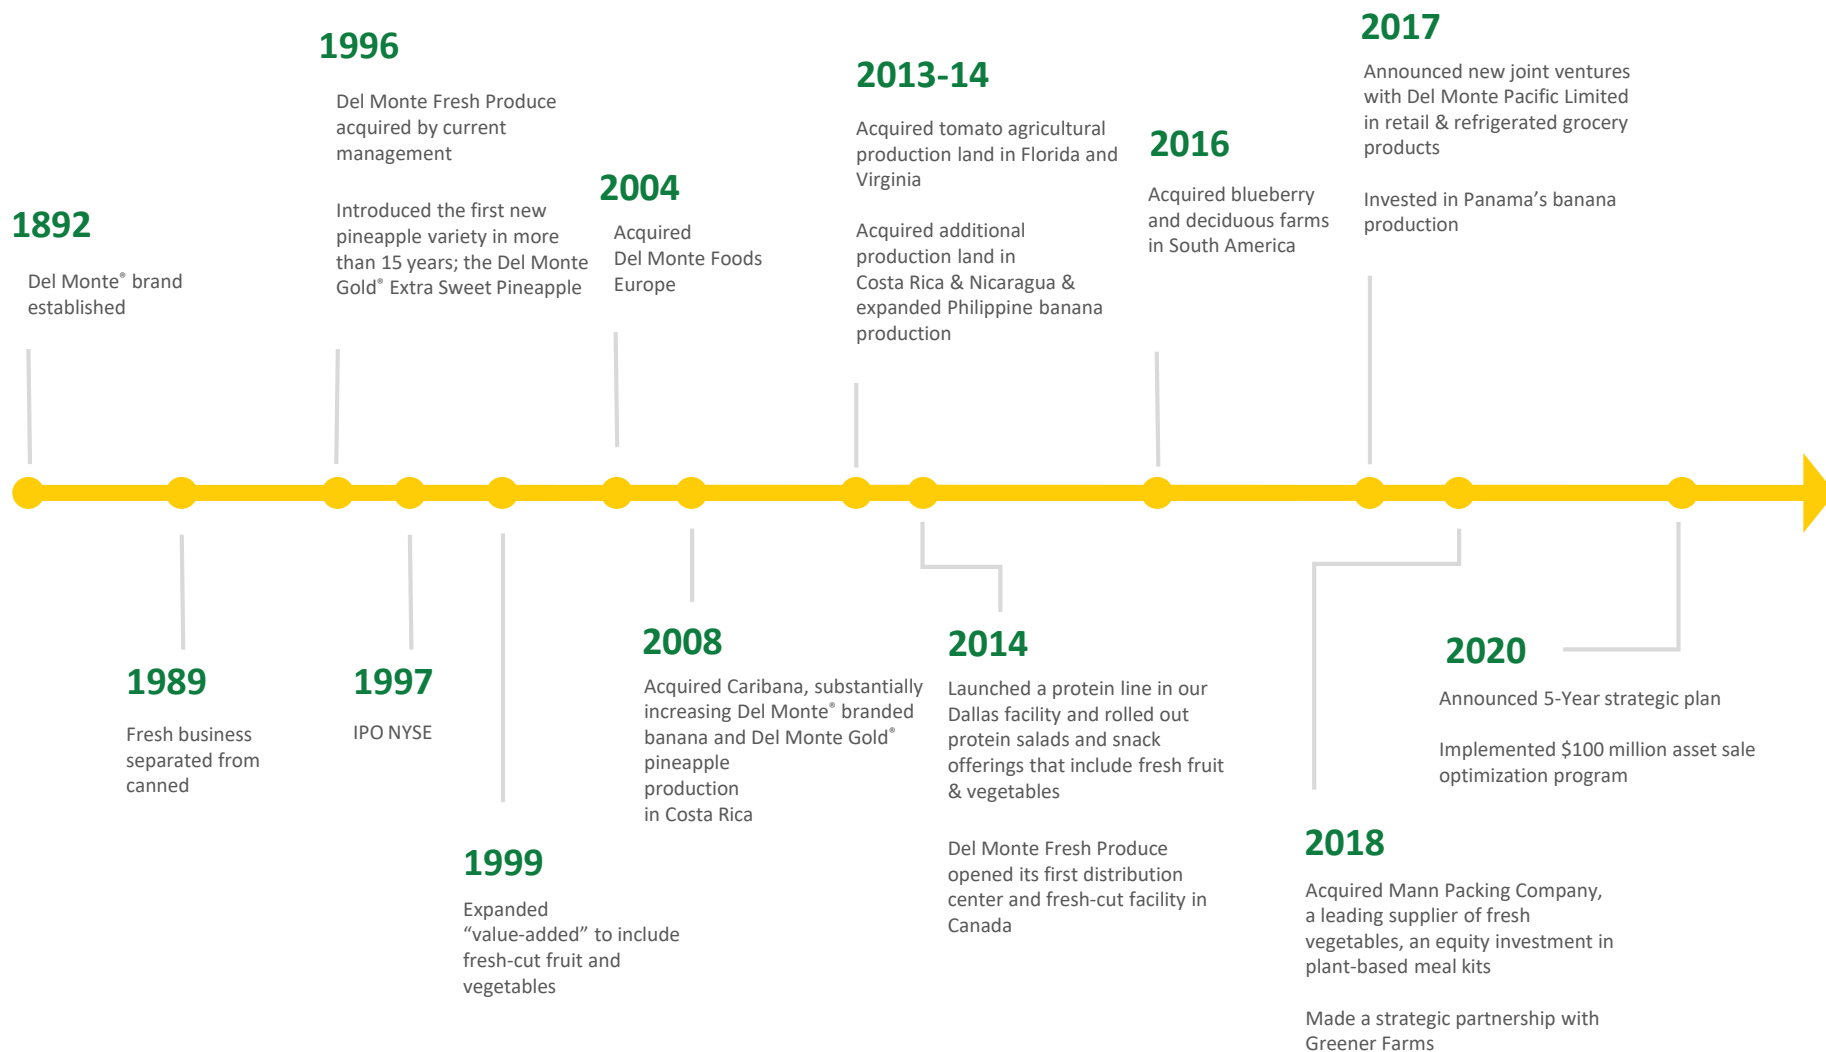 1892
Del Monte® brand
established
1989
Fresh business
separated from
canned
1996
Del Monte Fresh Produce
acquired by current
management
Introduced the first new
pineapple variety in more
than 15 years; the Del Monte
Gold® Extra Sweet Pineapple
1997
IPO NYSE
1999
Expanded
“value-added” to include
fresh-cut fruit and
vegetables
2004
Acquired
Del Monte Foods
Europe
2008
Acquired Caribana, substantially
increasing Del Monte® branded
banana and Del Monte Gold®
pineapple
production
in Costa Rica
2013-14
Acquired tomato agricultural
production land in Florida and
Virginia
Acquired additional
production land in
Costa Rica & Nicaragua &
expanded Philippine banana
production
2014
Launched a protein line in our
Dallas facility and rolled out
protein salads and snack
offerings that include fresh fruit
& vegetables
Del Monte Fresh Produce
opened its first distribution
center and fresh-cut facility in
Canada
2016
Acquired blueberry
and deciduous farms
in South America
2017
Announced new joint ventures
with Del Monte Pacific Limited
in retail & refrigerated grocery
products
Invested in Panama’s banana
production
2018
Acquired Mann Packing Company,
a leading supplier of fresh
vegetables, an equity investment in
plant-based meal kits
Made a strategic partnership with
Greener Farms
2020
Announced 5-Year strategic plan
Implemented $100 million asset sale
optimization program